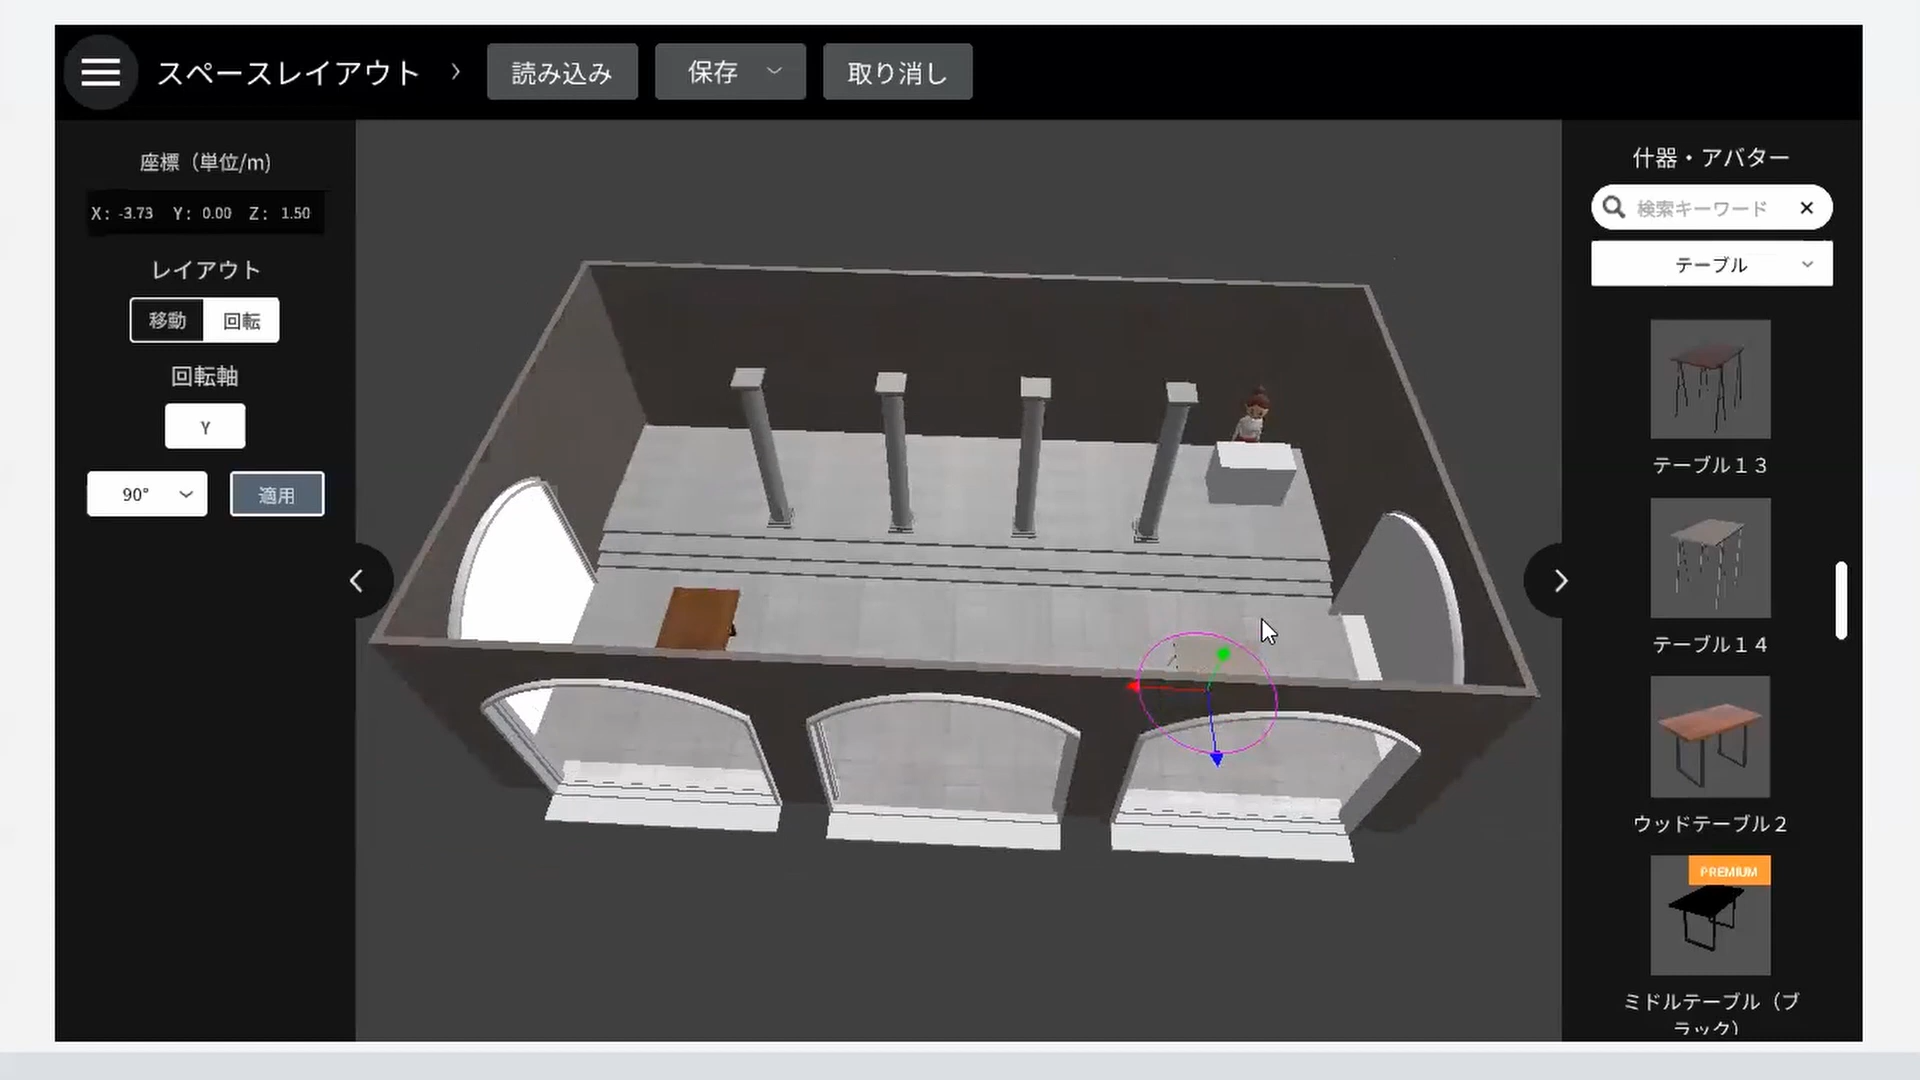 スペースレイアウト
読み込み
保存
取り消し
座標（単位/m)
X: -3.73 Y: 0.00 Z: 1.50
レイアウト
移動 回転
回転軸
Y
90°
適用
什器・アバター
検索キーワード
テーブル
テーブル１３
テーブル１４
ウッドテーブル２
PREMIUM
ミドルテーブル（ブ
ラック）